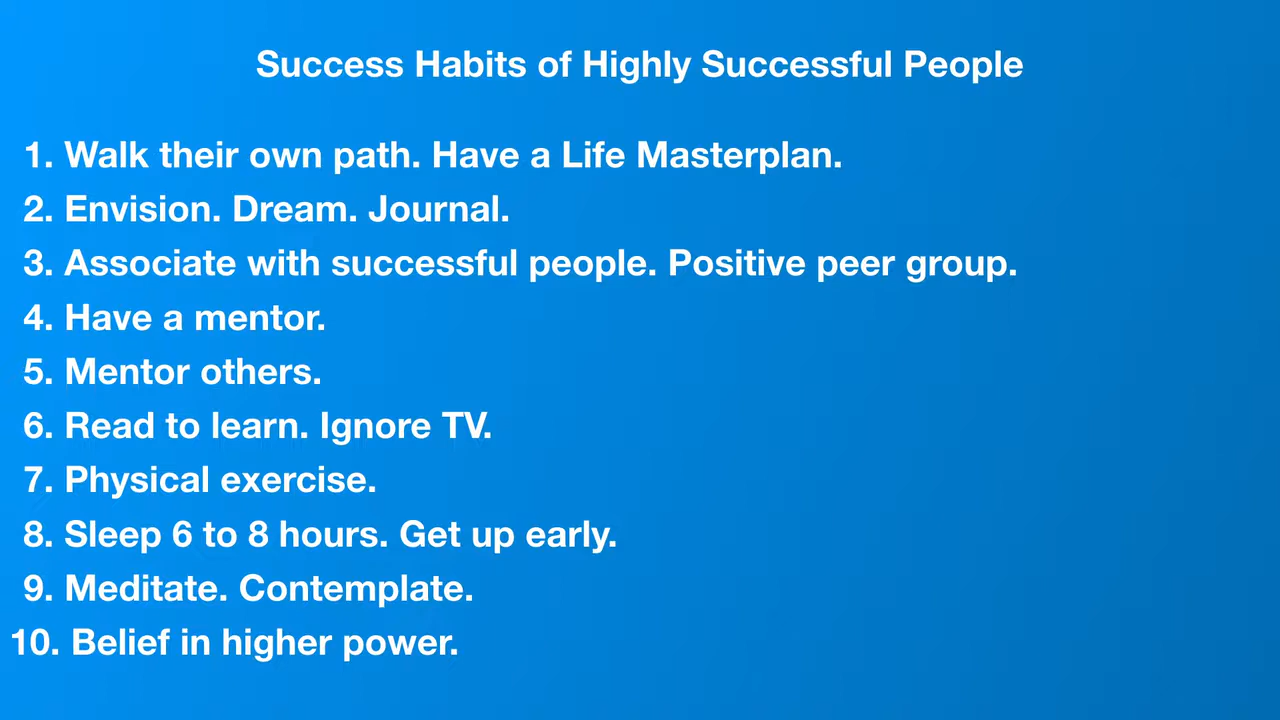 Success Habits of Highly Successful People
1. Walk their own path. Have a Life Masterplan.
2. Envision. Dream. Journal.
3. Associate with successful people. Positive peer group.
4. Have a mentor.
5. Mentor others.
6. Read to learn. Ignore TV.
7. Physical exercise.
8. Sleep 6 to 8 hours. Get up early.
9. Meditate. Contemplate.
10. Belief in higher power.